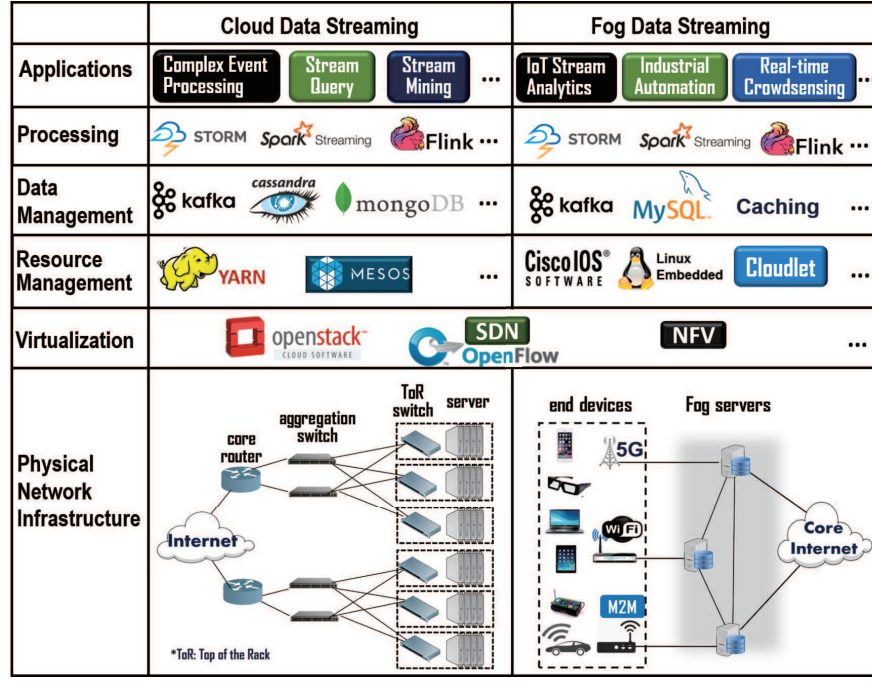 Cloud Data Streaming
Fog Data Streaming
Applications
Complex Event
Processing
Stream
Query
Stream
Mining
...
IoT Stream
Analytics
Industrial
Automation
Real-time
Crowdsensing
...
Processing
STORM
Spark Streaming
Flink
...
STORM
Spark Streaming
Flink
...
Data
Management
kafka
cassandra
mongoDB
...
kafka
MySQL™
Caching
...
Resource
Management
YARN
MESOS
...
Cisco IOS®
SOFTWARE
Linux
Embedded
Cloudlet
...
Virtualization
openstack™
CLOUD SOFTWARE
SDN
OpenFlow
NFV
...
Physical
Network
Infrastructure
core
router
aggregation
switch
ToR
switch
server
Internet
*ToR: Top of the Rack
end devices
Fog servers
5G
WiFi
M2M
Core
Internet